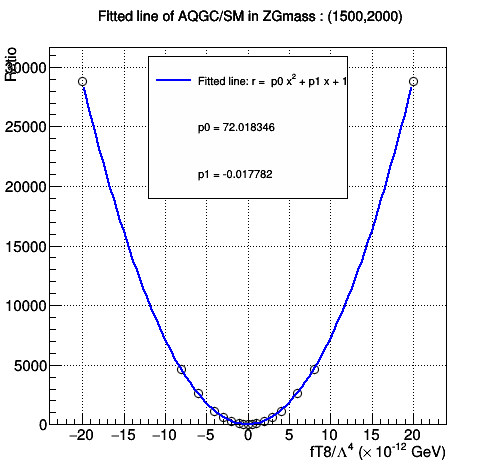 FItted line of AQGC/SM in ZGmass : (1500,2000)
Ratio
Fitted line: r = p0 x² + p1 x + 1
p0 = 72.018346
p1 = -0.017782
30000
25000
20000
15000
10000
5000
0
−20 −15 −10 −5 0 5 10 15 20
fT8/Λ⁴ (× 10⁻¹² GeV)